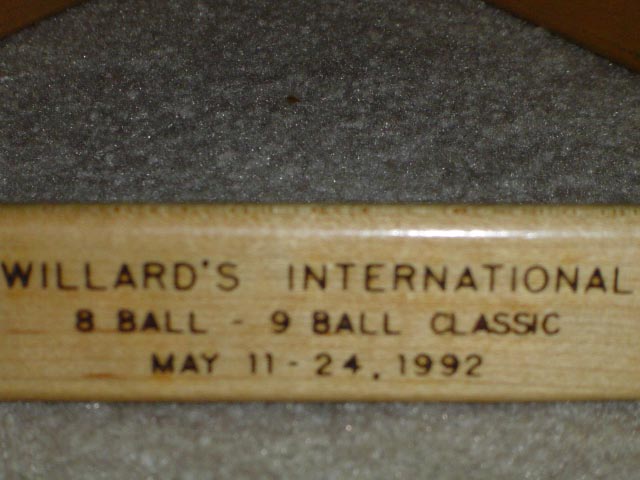 WILLARD'S INTERNATIONAL
8 BALL - 9 BALL CLASSIC
MAY 11-24, 1992